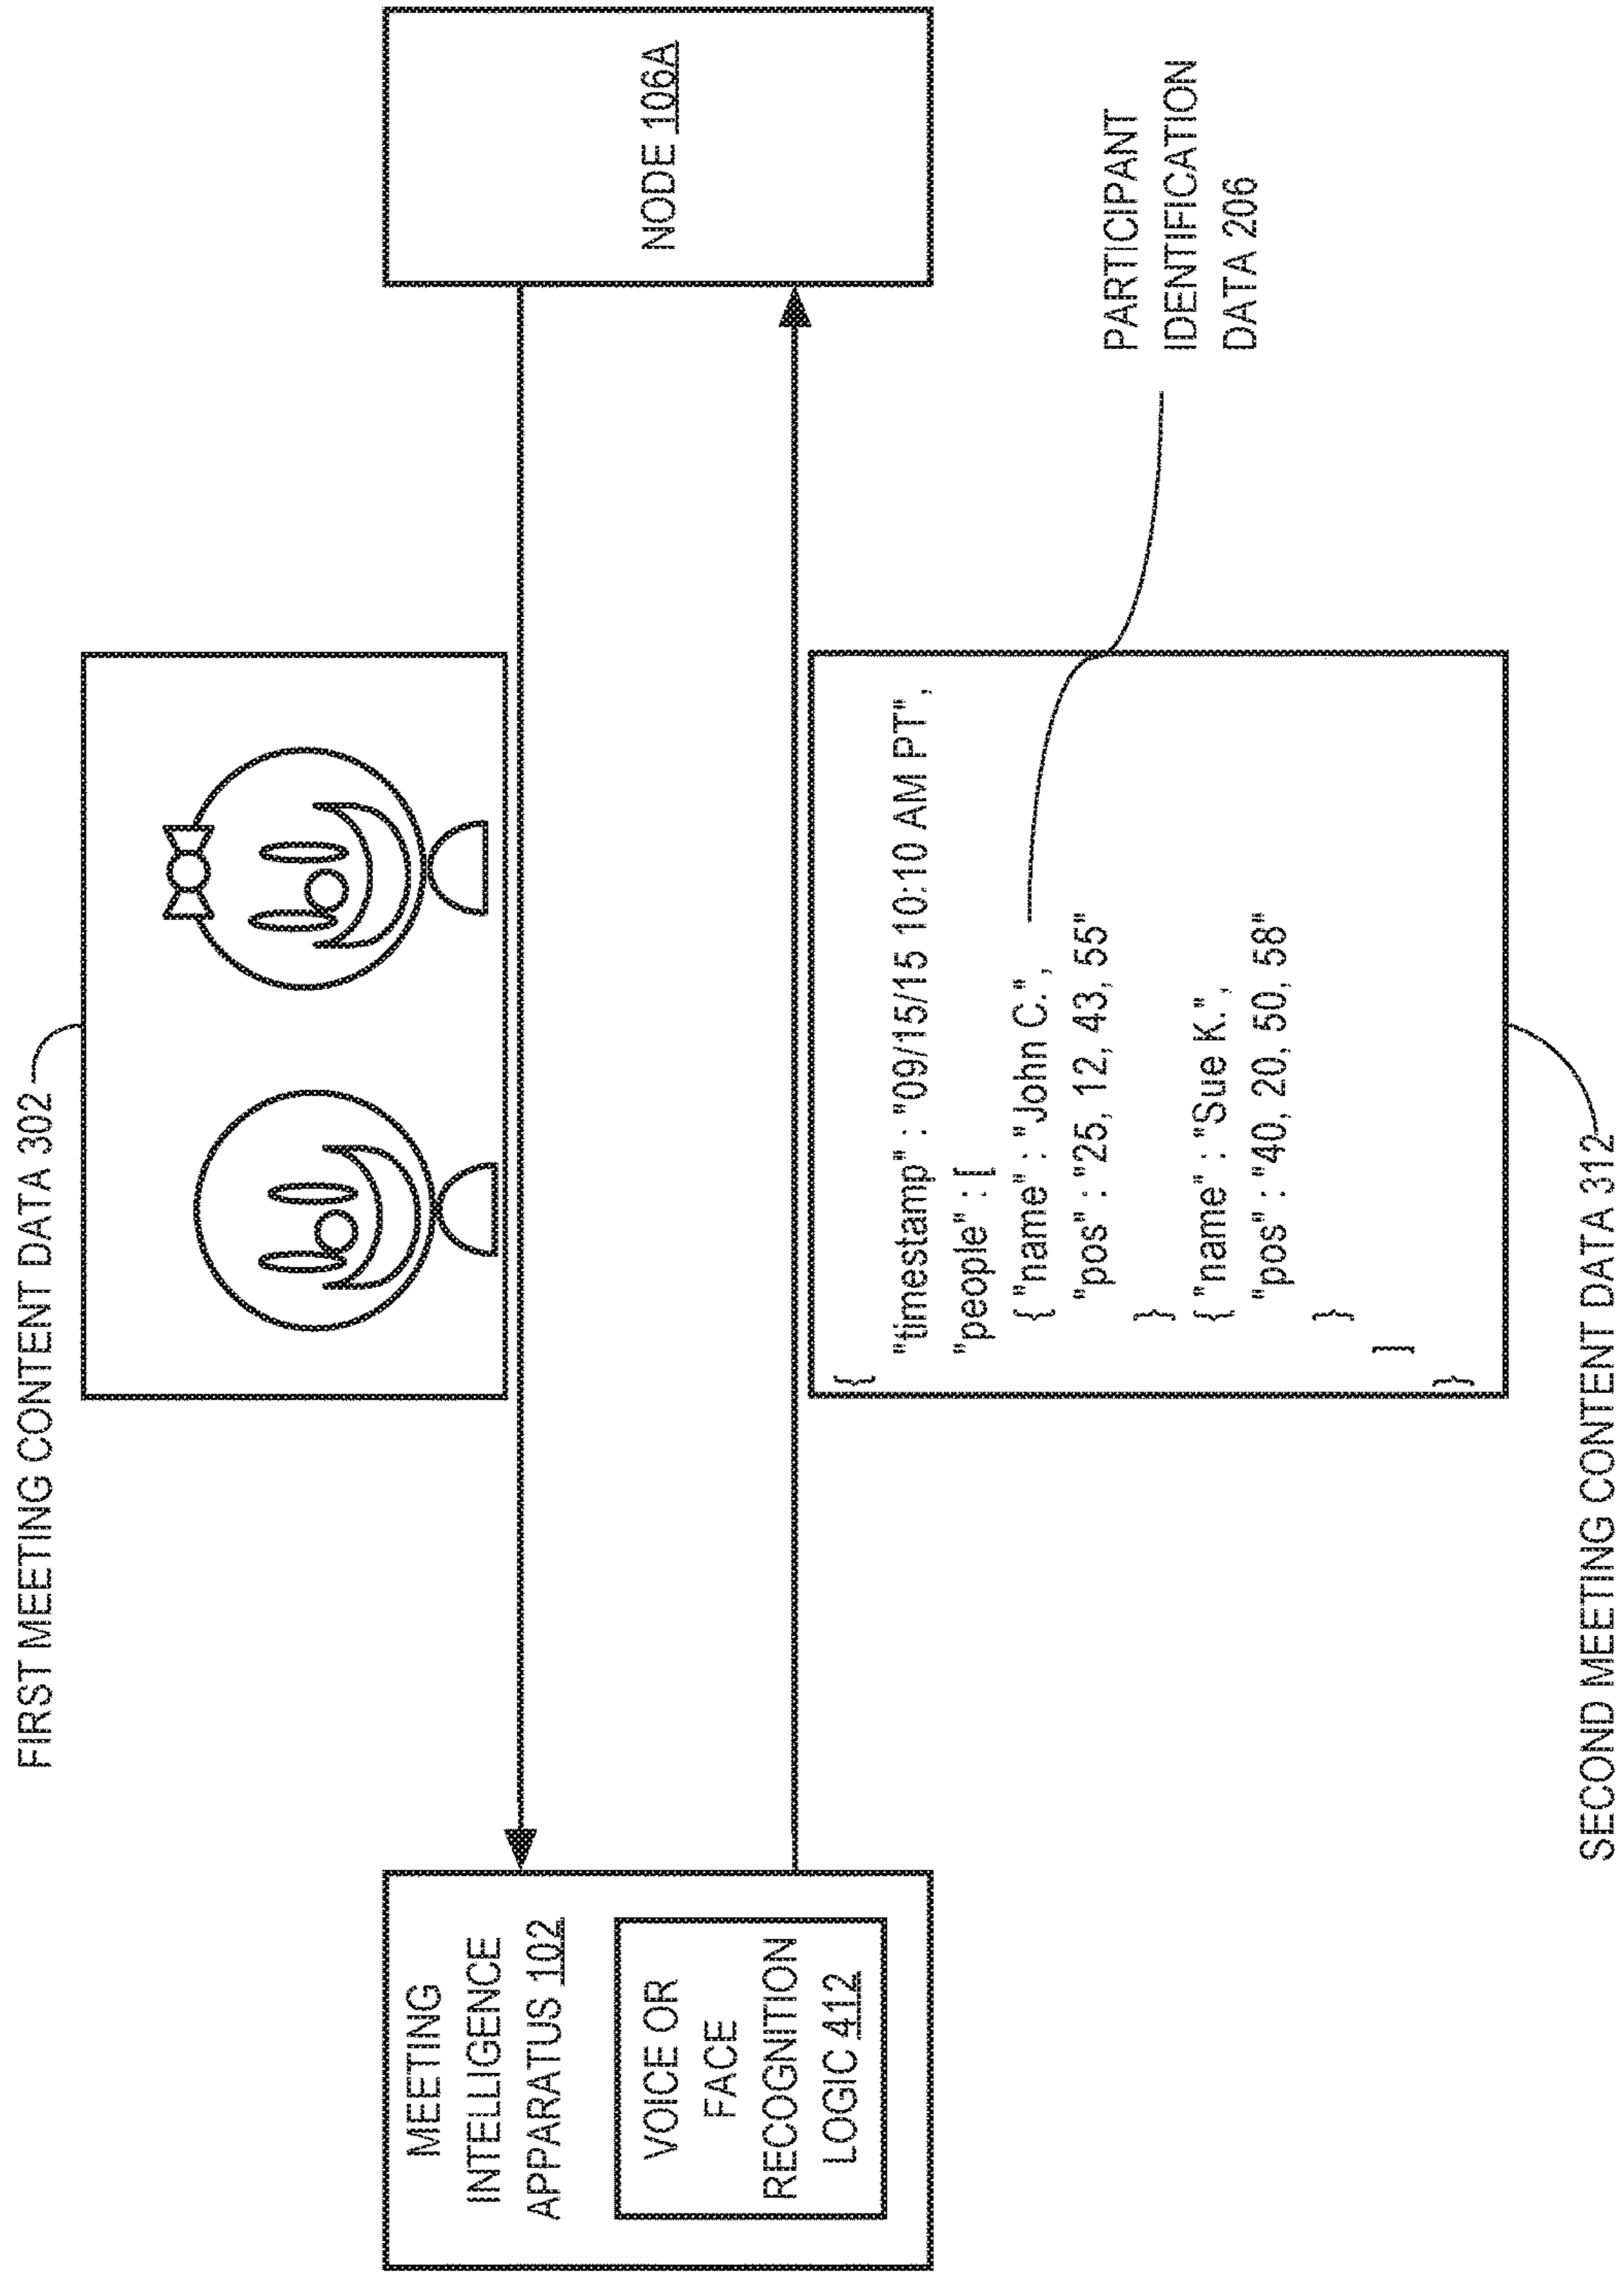 FIRST MEETING CONTENT DATA 302
MEETING
INTELLIGENCE
APPARATUS 102
VOICE OR
FACE
RECOGNITION
LOGIC 412
NODE 106A
{
"timestamp" : "09/15/15 10:10 AM PT",
"people" : [
{ "name" : "John C.",
"pos" : "25, 12, 43, 55"
}
{ "name" : "Sue K.",
"pos" : "40, 20, 50, 58"
}
]
}
PARTICIPANT
IDENTIFICATION
DATA 206
SECOND MEETING CONTENT DATA 312